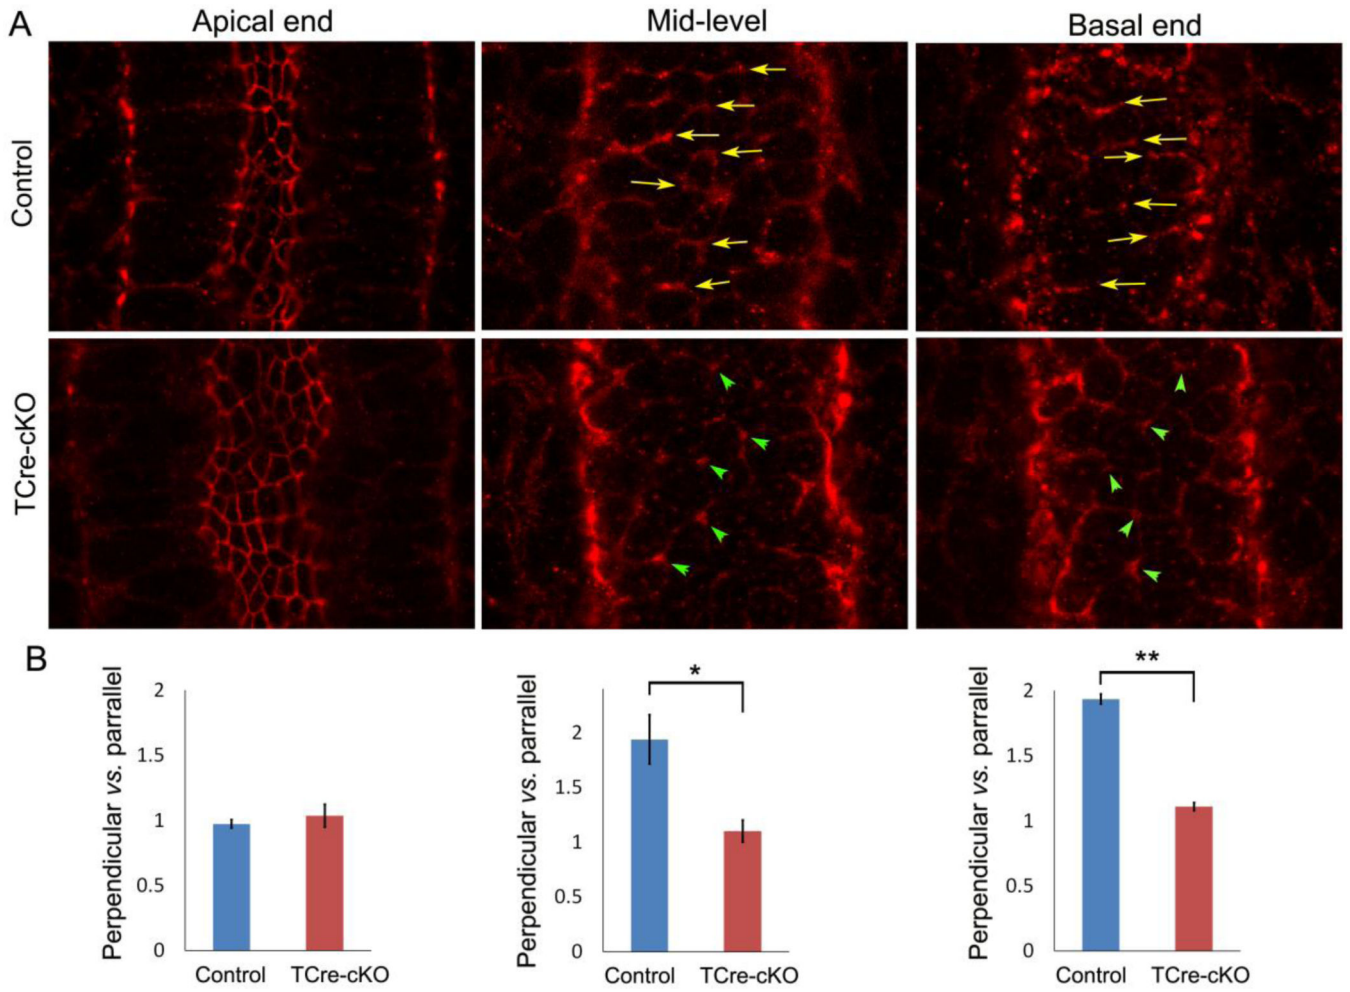 A
Apical end
Mid-level
Basal end
Control
TCre-cKO
B
Perpendicular vs. parrallel
2
1.5
1
0.5
0
Control
TCre-cKO
Perpendicular vs. parrallel
*
2
1.5
1
0.5
0
Control
TCre-cKO
Perpendicular vs. parrallel
**
2
1.5
1
0.5
0
Control
TCre-cKO